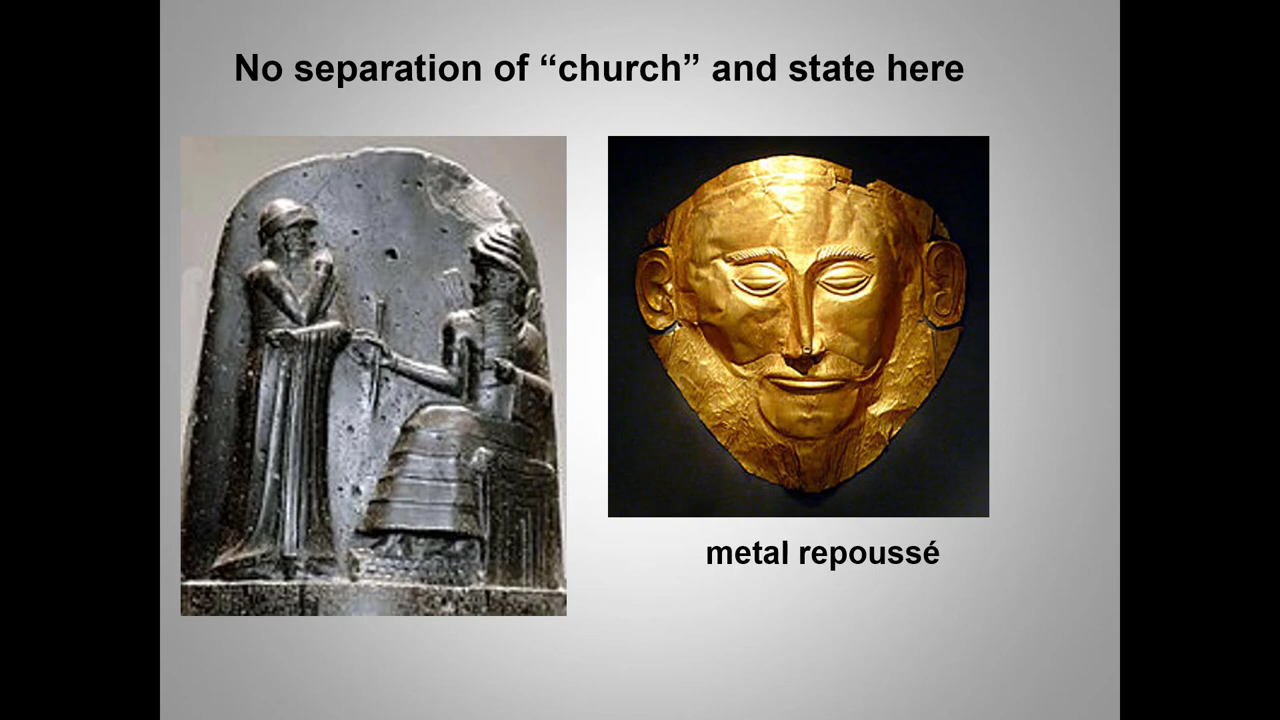 No separation of “church” and state here
metal repoussé